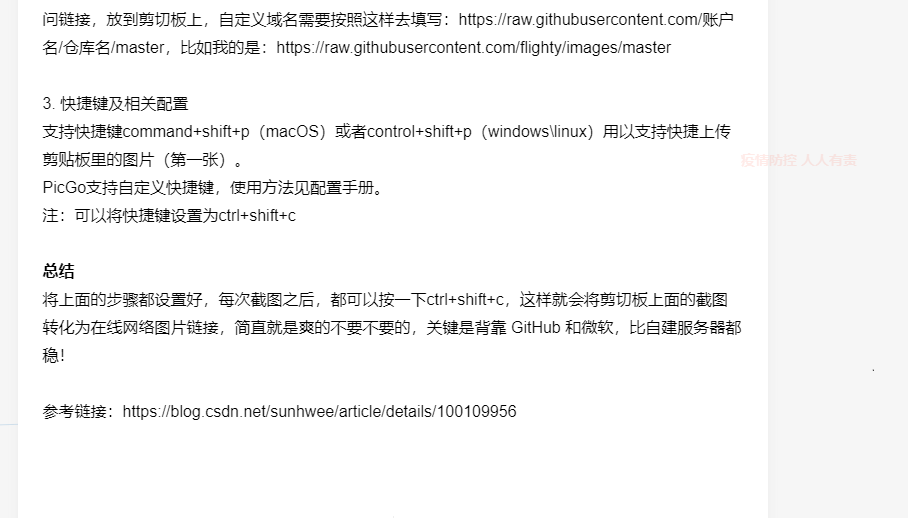 问链接，放到剪切板上，自定义域名需要按照这样去填写：https://raw.githubusercontent.com/账户
名/仓库名/master，比如我的是：https://raw.githubusercontent.com/flighty/images/master
3. 快捷键及相关配置
支持快捷键command+shift+p（macOS）或者control+shift+p（windows\linux）用以支持快捷上传
剪贴板里的图片（第一张）。
疫情防控 人人有责
PicGo支持自定义快捷键，使用方法见配置手册。
注：可以将快捷键设置为ctrl+shift+c
总结
将上面的步骤都设置好，每次截图之后，都可以按一下ctrl+shift+c，这样就会将剪切板上面的截图
转化为在线网络图片链接，简直就是爽的不要不要的，关键是背靠 GitHub 和微软，比自建服务器都
稳！
参考链接：https://blog.csdn.net/sunhwee/article/details/100109956